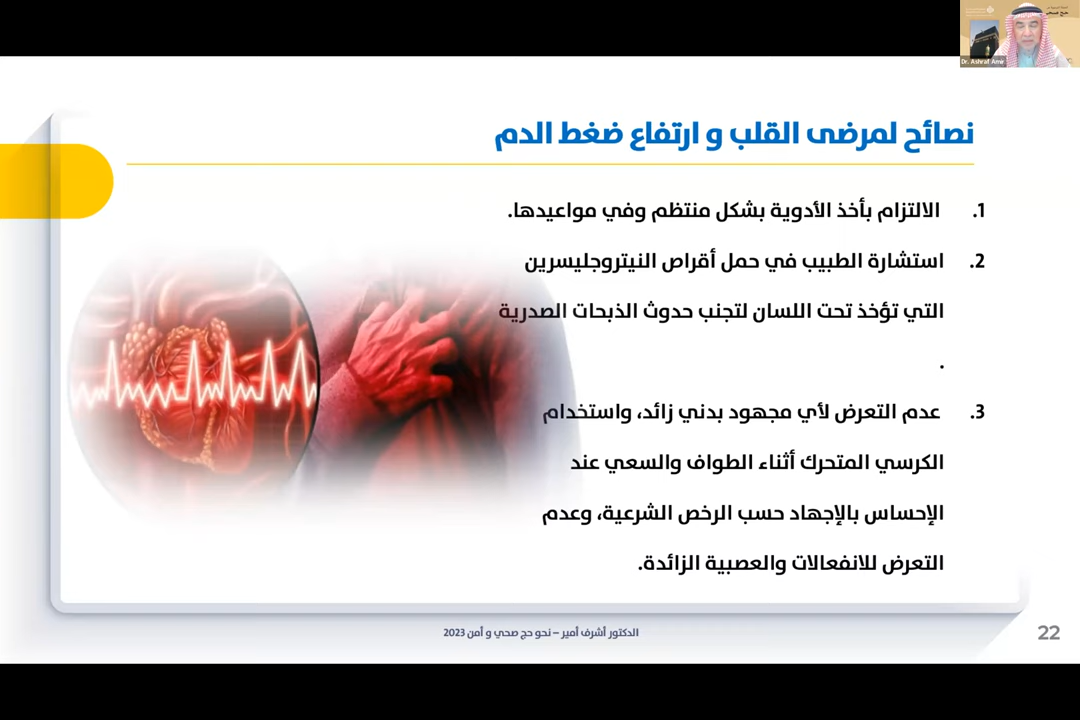 Dr. Ashraf Amir
نصائح لمرضى القلب و ارتفاع ضغط الدم
1. الالتزام بأخذ الأدوية بشكل منتظم وفي مواعيدها.
2. استشارة الطبيب في حمل أقراص النيتروجليسرين
التي تؤخذ تحت اللسان لتجنب حدوث الذبحات الصدرية
.
3. عدم التعرض لأي مجهود بدني زائد، واستخدام
الكرسي المتحرك أثناء الطواف والسعي عند
الإحساس بالإجهاد حسب الرخص الشرعية، وعدم
التعرض للانفعالات والعصبية الزائدة.
الدكتور أشرف أمير – نحو حج صحي و أمن 2023
22